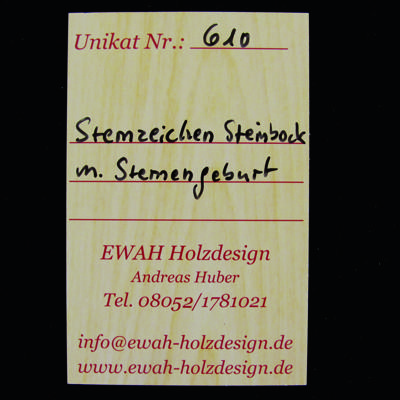 Unikat Nr.: 610
Sternzeichen Steinbock
m. Sternengeburt
EWAH Holzdesign
Andreas Huber
Tel. 08052/1781021
info@ewah-holzdesign.de
www.ewah-holzdesign.de